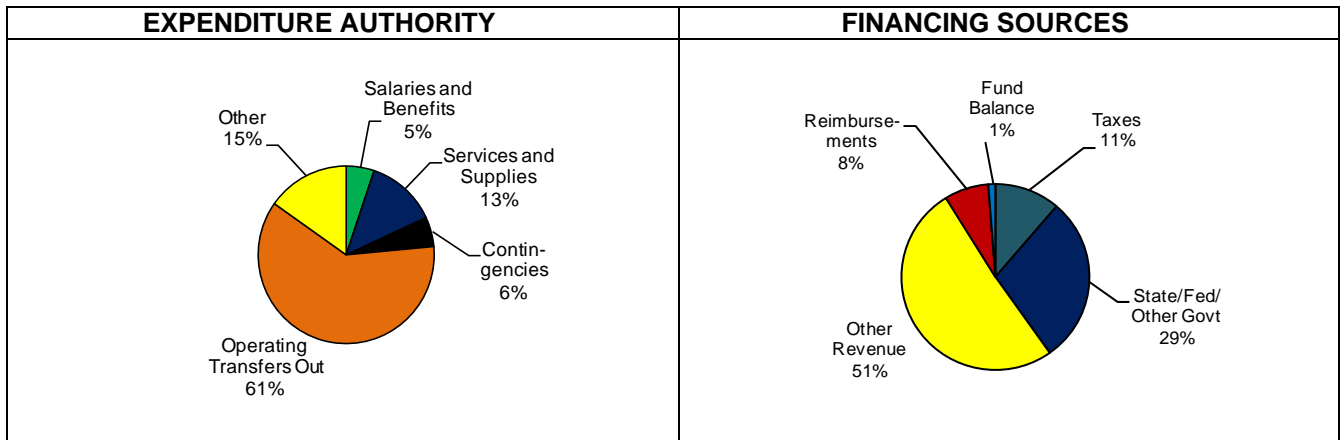 EXPENDITURE AUTHORITY
Salaries and
Benefits
5%
Other
15%
Services and
Supplies
13%
Contin-
gencies
6%
Operating
Transfers Out
61%
FINANCING SOURCES
Fund
Balance
1%
Reimburse-
ments
8%
Taxes
11%
State/Fed/
Other Govt
29%
Other
Revenue
51%